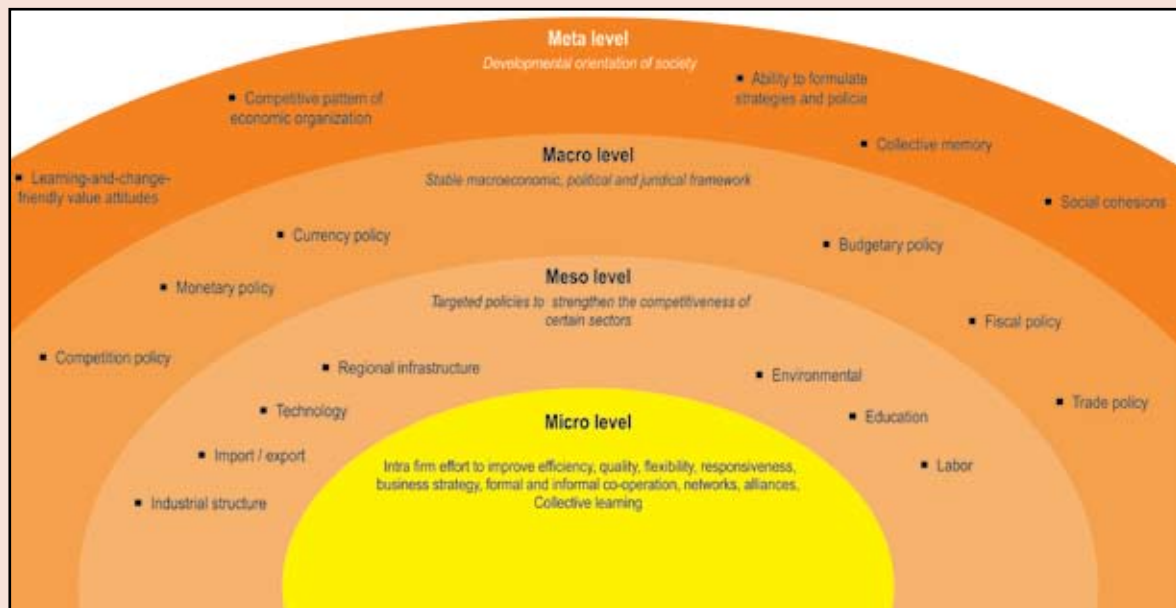 Meta level
Developmental orientation of society
▪ Competitive pattern of
economic organization
▪ Ability to formulate
strategies and policie
▪ Learning-and-change-
friendly value attitudes
▪ Collective memory
▪ Social cohesions
Macro level
Stable macroeconomic, political and juridical framework
▪ Currency policy
▪ Monetary policy
▪ Competition policy
▪ Budgetary policy
▪ Fiscal policy
▪ Trade policy
Meso level
Targeted policies to strengthen the competitiveness of
certain sectors
▪ Regional infrastructure
▪ Technology
▪ Import / export
▪ Industrial structure
▪ Environmental
▪ Education
▪ Labor
Micro level
Intra firm effort to improve efficiency, quality, flexibility, responsiveness,
business strategy, formal and informal co-operation, networks, alliances,
Collective learning